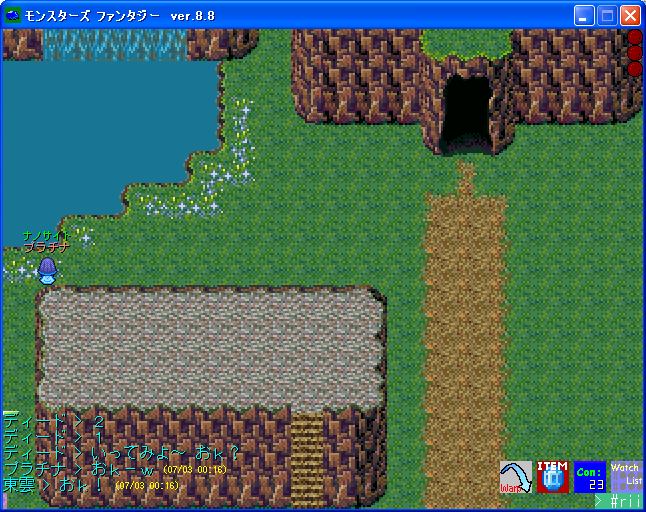 モンスターズ ファンタジー ver.8.8
ナノサイト
プラチナ
ディード > 2
ディード > 1
ディード > いってみよ～ おk？
プラチナ > おkーw (07/03 00:16)
東雲 > おk！ (07/03 00:16)
Warp
ITEM
Con:
23
Watch
List
> #rii